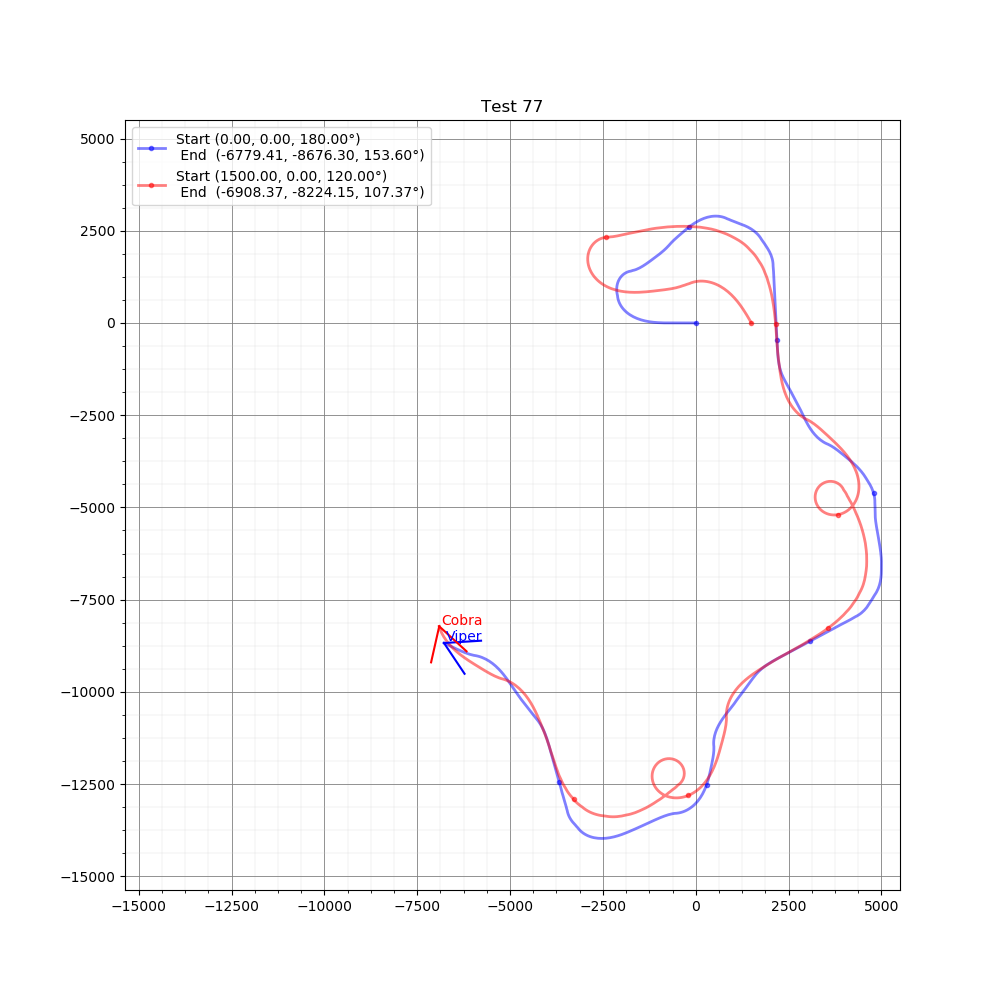 Test 77
Start (0.00, 0.00, 180.00°)
End  (-6779.41, -8676.30, 153.60°)
Start (1500.00, 0.00, 120.00°)
End  (-6908.37, -8224.15, 107.37°)
5000
2500
0
−2500
−5000
−7500
−10000
−12500
−15000
Cobra
Viper
−15000 −12500 −10000 −7500 −5000 −2500 0 2500 5000